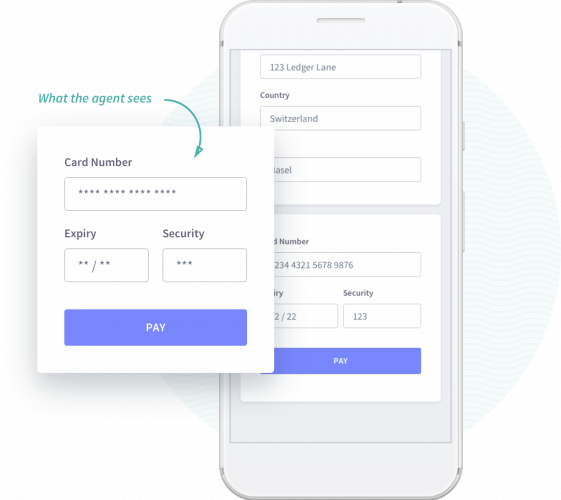 What the agent sees
Card Number
**** **** **** ****
Expiry Security
** / ** ***
PAY
123 Ledger Lane
Country
Switzerland
asel
d Number
234 4321 5678 9876
iry Security
2 / 22 123
PAY